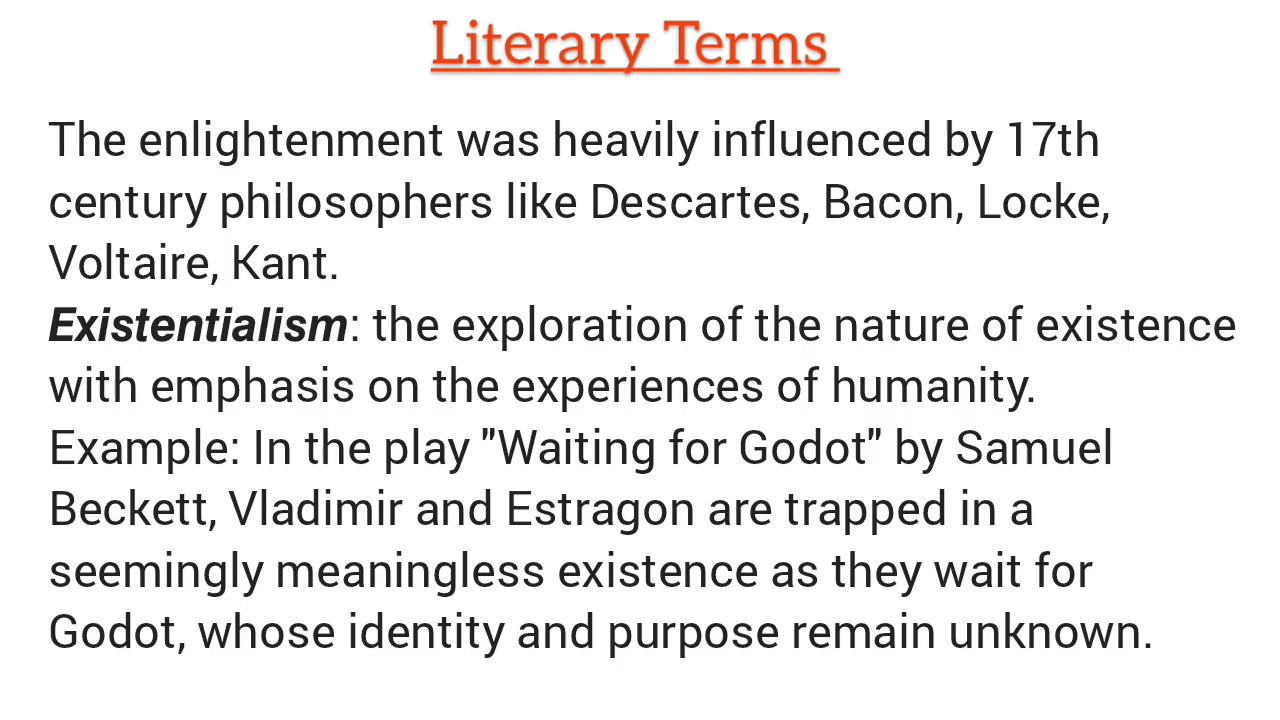 Literary Terms
The enlightenment was heavily influenced by 17th
century philosophers like Descartes, Bacon, Locke,
Voltaire, Kant.
Existentialism: the exploration of the nature of existence
with emphasis on the experiences of humanity.
Example: In the play "Waiting for Godot" by Samuel
Beckett, Vladimir and Estragon are trapped in a
seemingly meaningless existence as they wait for
Godot, whose identity and purpose remain unknown.